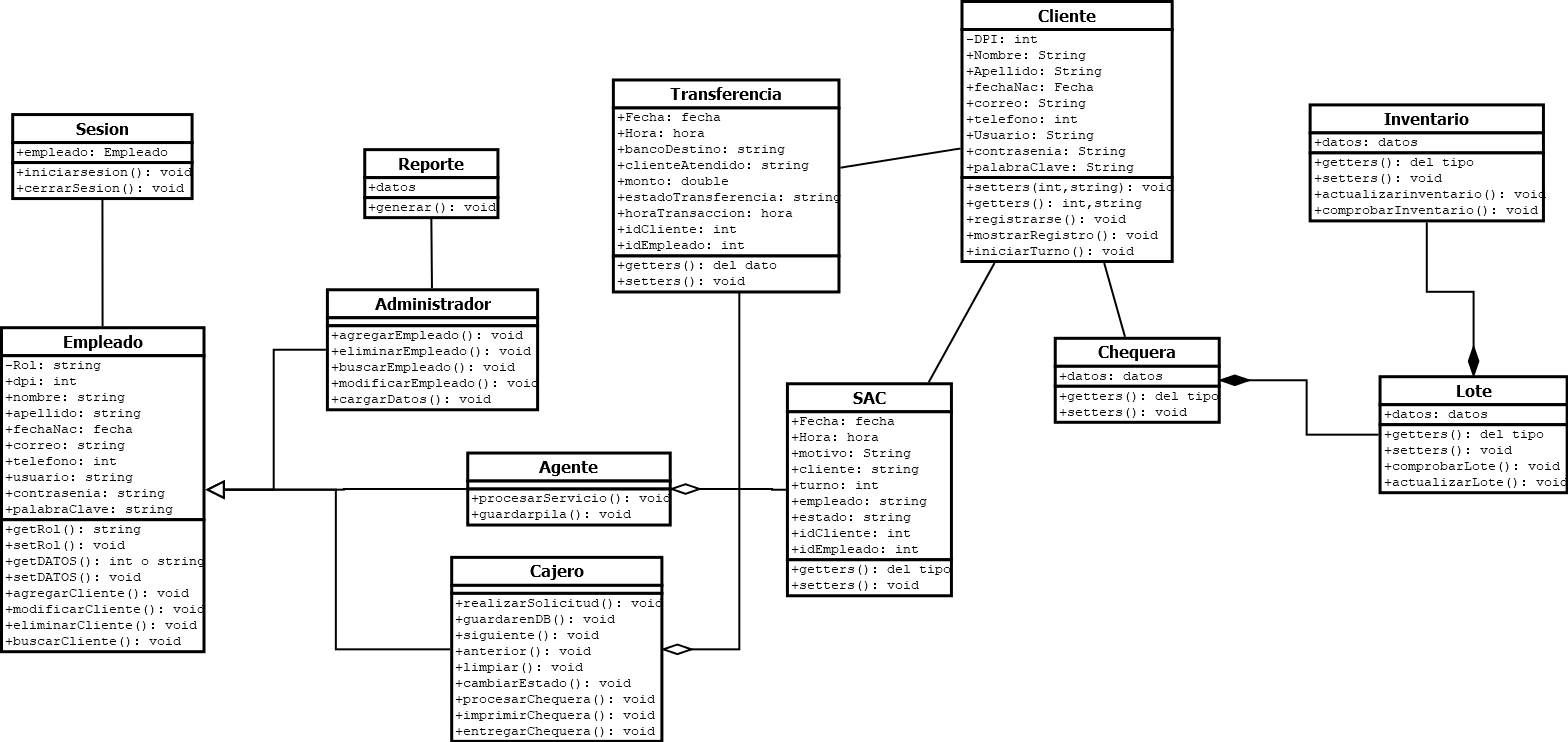 Sesion
+empleado: Empleado
+iniciarsesion(): void
+cerrarSesion(): void
Reporte
+datos
+generar(): void
Transferencia
+Fecha: fecha
+Hora: hora
+bancoDestino: string
+clienteAtendido: string
+monto: double
+estadoTransferencia: string
+horaTransaccion: hora
+idCliente: int
+idEmpleado: int
+getters(): del dato
+setters(): void
Cliente
-DPI: int
+Nombre: String
+Apellido: String
+fechaNac: Fecha
+correo: String
+telefono: int
+Usuario: String
+contrasenia: String
+palabraClave: String
+setters(int,string): void
+getters(): int,string
+registrarse(): void
+mostrarRegistro(): void
+iniciarTurno(): void
Inventario
+datos: datos
+getters(): del tipo
+setters(): void
+actualizarinventario(): void
+comprobarInventario(): void
Empleado
-Rol: string
+dpi: int
+nombre: string
+apellido: string
+fechaNac: fecha
+correo: string
+telefono: int
+usuario: string
+contrasenia: string
+palabraClave: string
+getRol(): string
+setRol(): void
+getDATOS(): int o string
+setDATOS(): void
+agregarCliente(): void
+modificarCliente(): void
+eliminarCliente(): void
+buscarCliente(): void
Administrador
+agregarEmpleado(): void
+eliminarEmpleado(): void
+buscarEmpleado(): void
+modificarEmpleado(): void
+cargarDatos(): void
Agente
+procesarServicio(): void
+guardarpila(): void
Cajero
+realizarSolicitud(): void
+guardarenDB(): void
+siguiente(): void
+anterior(): void
+limpiar(): void
+cambiarEstado(): void
+procesarChequera(): void
+imprimirChequera(): void
+entregarChequera(): void
SAC
+Fecha: fecha
+Hora: hora
+motivo: String
+cliente: string
+turno: int
+empleado: string
+estado: string
+idCliente: int
+idEmpleado: int
+getters(): del tipo
+setters(): void
Chequera
+datos: datos
+getters(): del tipo
+setters(): void
Lote
+datos: datos
+getters(): del tipo
+setters(): void
+comprobarLote(): void
+actualizarLote(): void